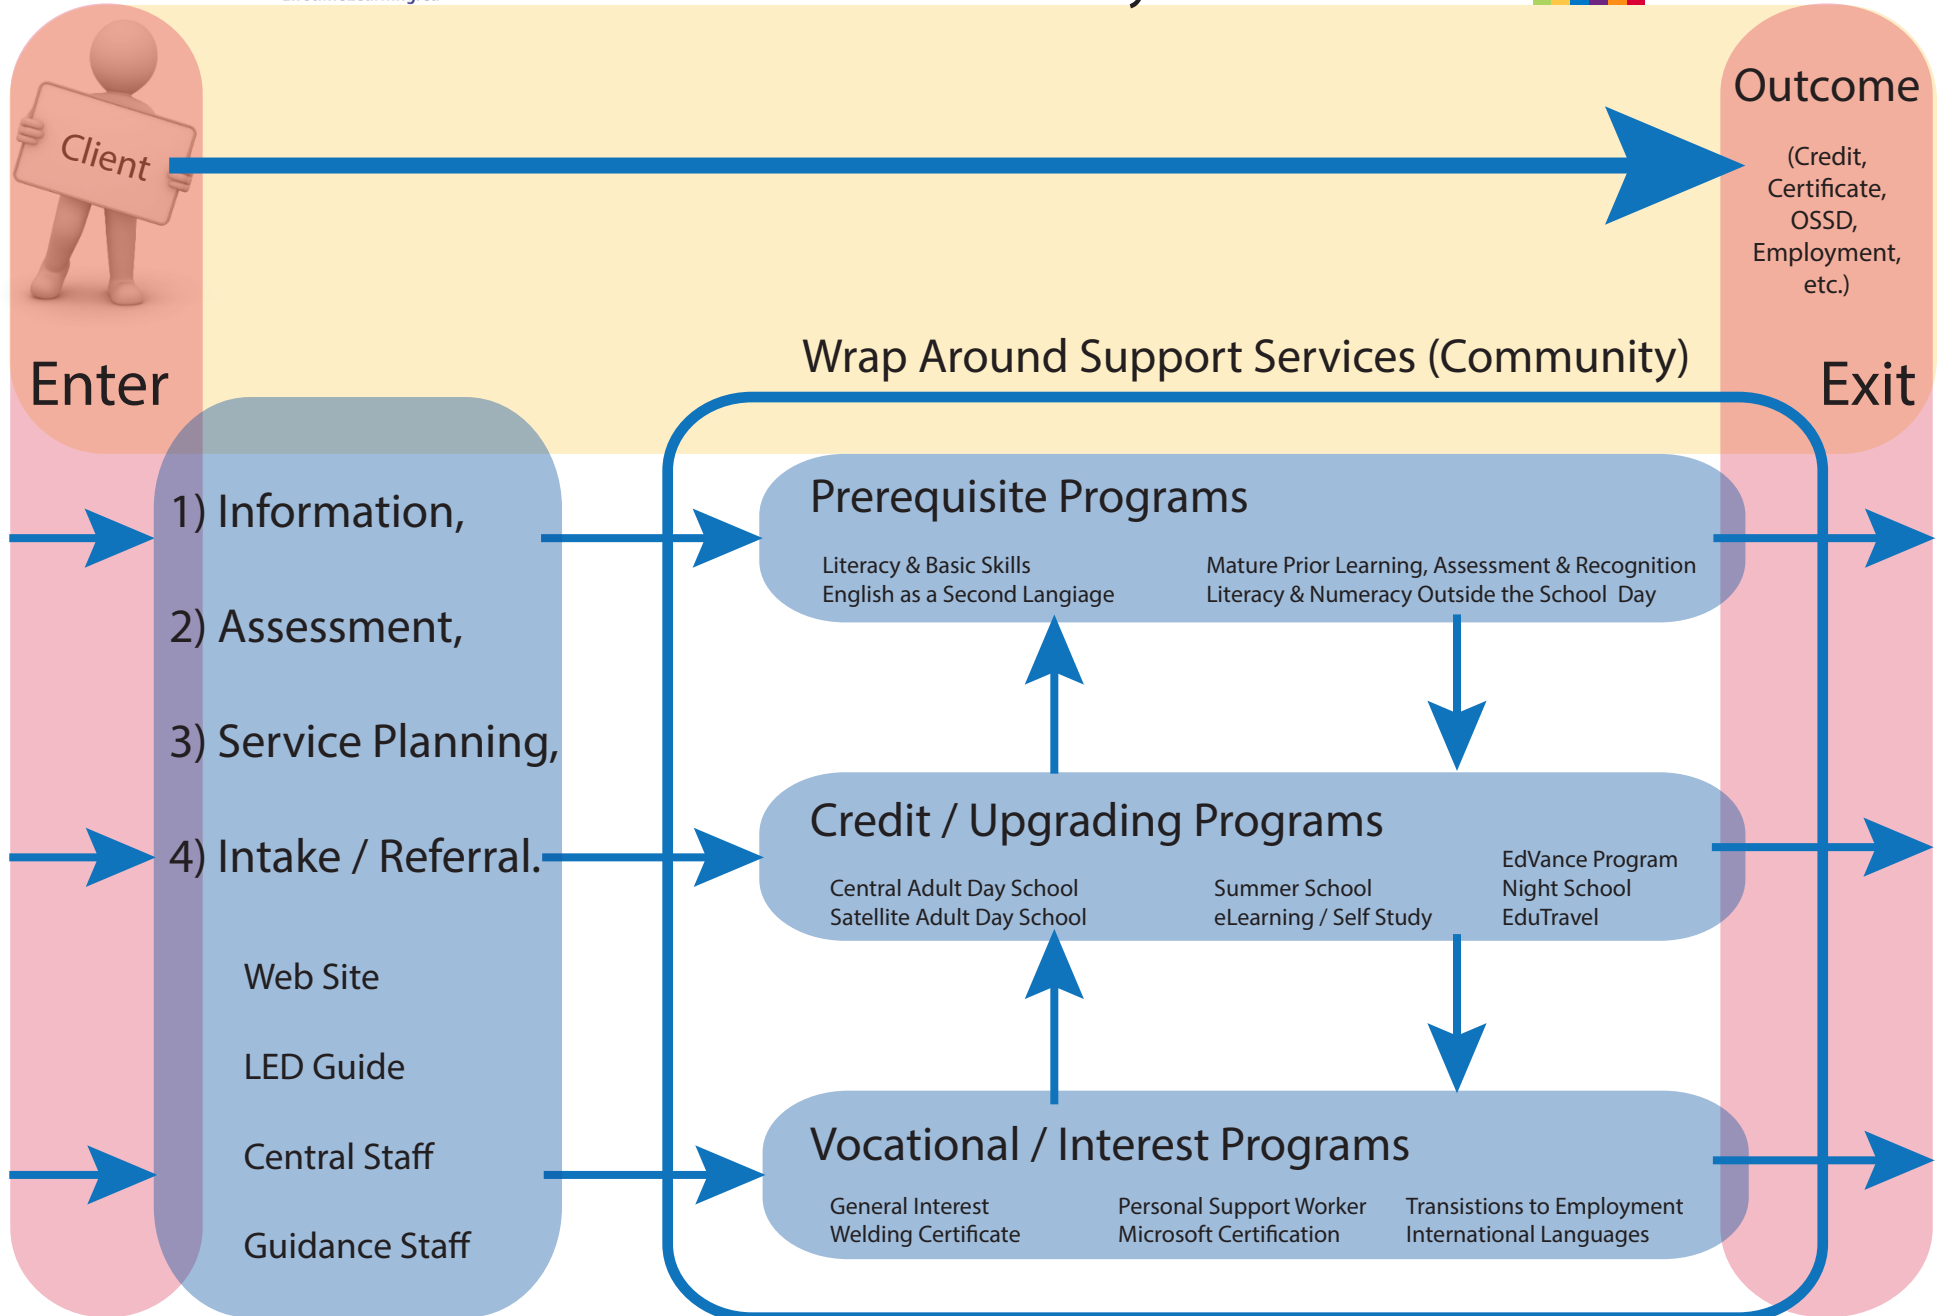 Client
Enter
Outcome
(Credit,
Certificate,
OSSD,
Employment,
etc.)
Exit
Wrap Around Support Services (Community)
1) Information,
2) Assessment,
3) Service Planning,
4) Intake / Referral.
Web Site
LED Guide
Central Staff
Guidance Staff
Prerequisite Programs
Literacy & Basic Skills
English as a Second Langiage
Mature Prior Learning, Assessment & Recognition
Literacy & Numeracy Outside the School Day
Credit / Upgrading Programs
Central Adult Day School
Satellite Adult Day School
Summer School
eLearning / Self Study
EdVance Program
Night School
EduTravel
Vocational / Interest Programs
General Interest
Welding Certificate
Personal Support Worker
Microsoft Certification
Transistions to Employment
International Languages